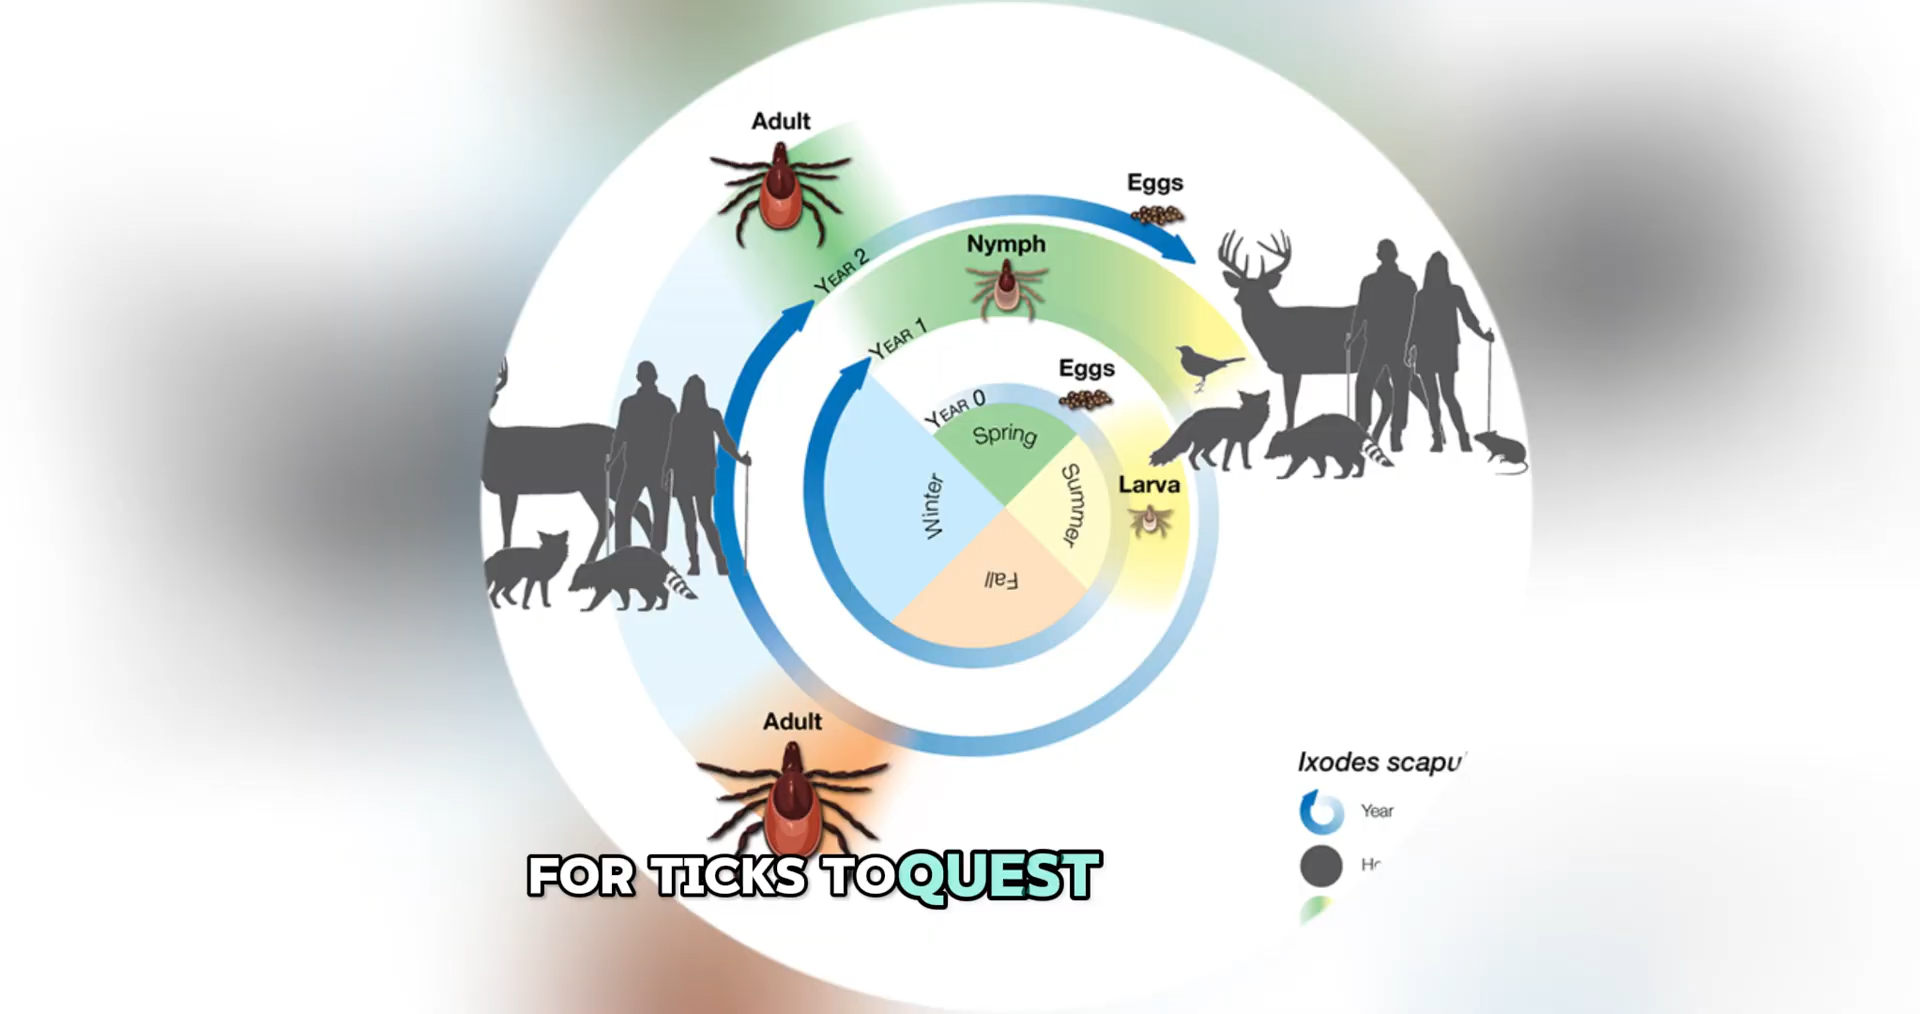 Adult
Eggs
Nymph
YEAR 2
YEAR 1
Eggs
YEAR 0
Spring
Summer
Winter
Larva
Fall
Adult
Ixodes
Year
FOR TICKS TO QUEST